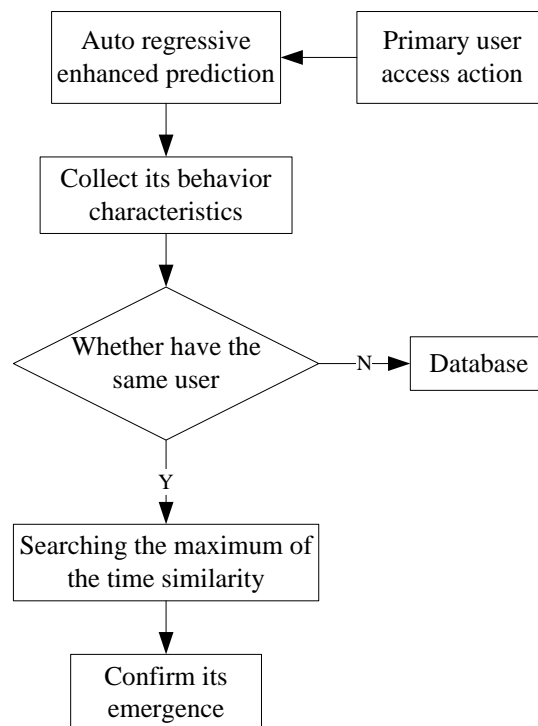 Auto regressive
enhanced prediction
Primary user
access action
Collect its behavior
characteristics
Whether have the
same user
N
Database
Y
Searching the maximum of
the time similarity
Confirm its
emergence